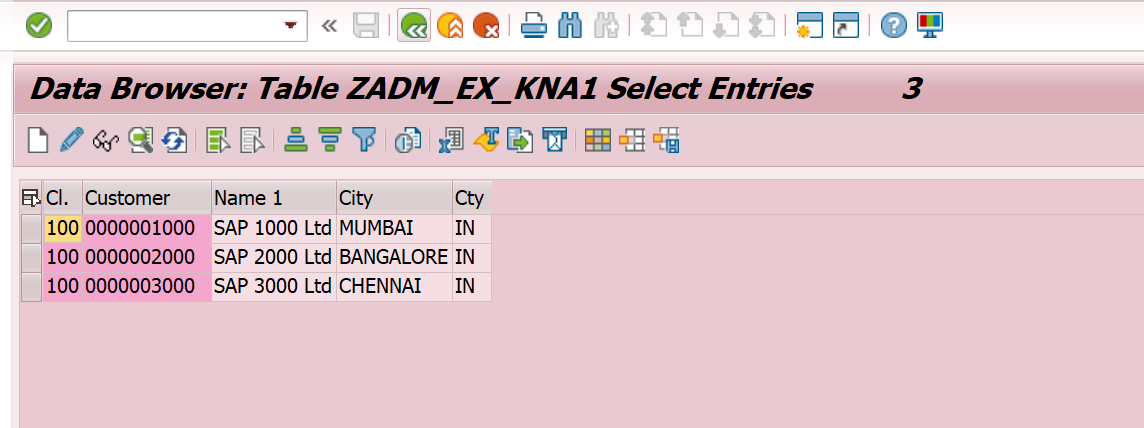 Data Browser: Table ZADM_EX_KNA1 Select Entries 3
Cl. Customer Name 1 City Cty
100 0000001000 SAP 1000 Ltd MUMBAI IN
100 0000002000 SAP 2000 Ltd BANGALORE IN
100 0000003000 SAP 3000 Ltd CHENNAI IN